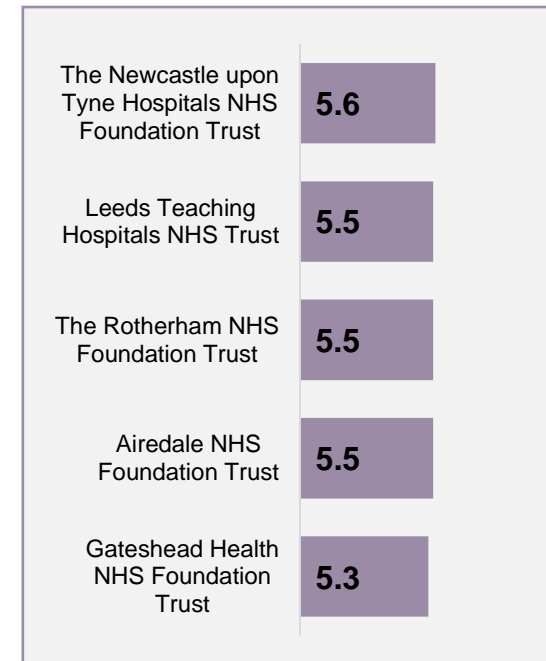 The Newcastle upon
Tyne Hospitals NHS
Foundation Trust
5.6
Leeds Teaching
Hospitals NHS Trust
5.5
The Rotherham NHS
Foundation Trust
5.5
Airedale NHS
Foundation Trust
5.5
Gateshead Health
NHS Foundation
Trust
5.3